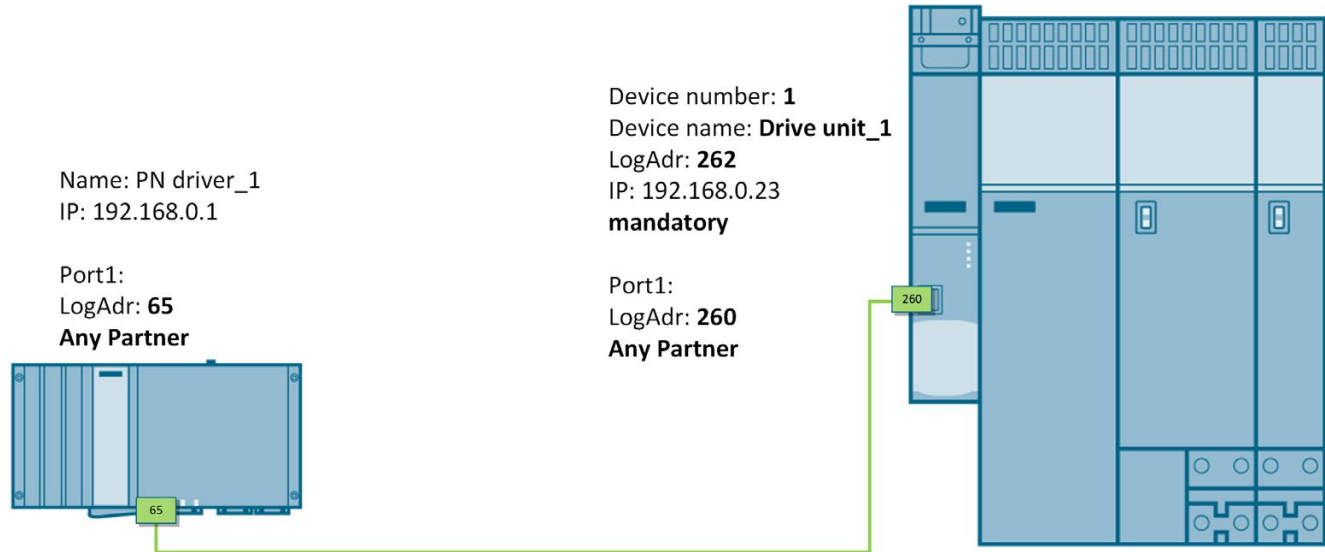 Name: PN driver_1
IP: 192.168.0.1
Port1:
LogAdr: 65
Any Partner
65
Device number: 1
Device name: Drive unit_1
LogAdr: 262
IP: 192.168.0.23
mandatory
Port1:
LogAdr: 260
Any Partner
260